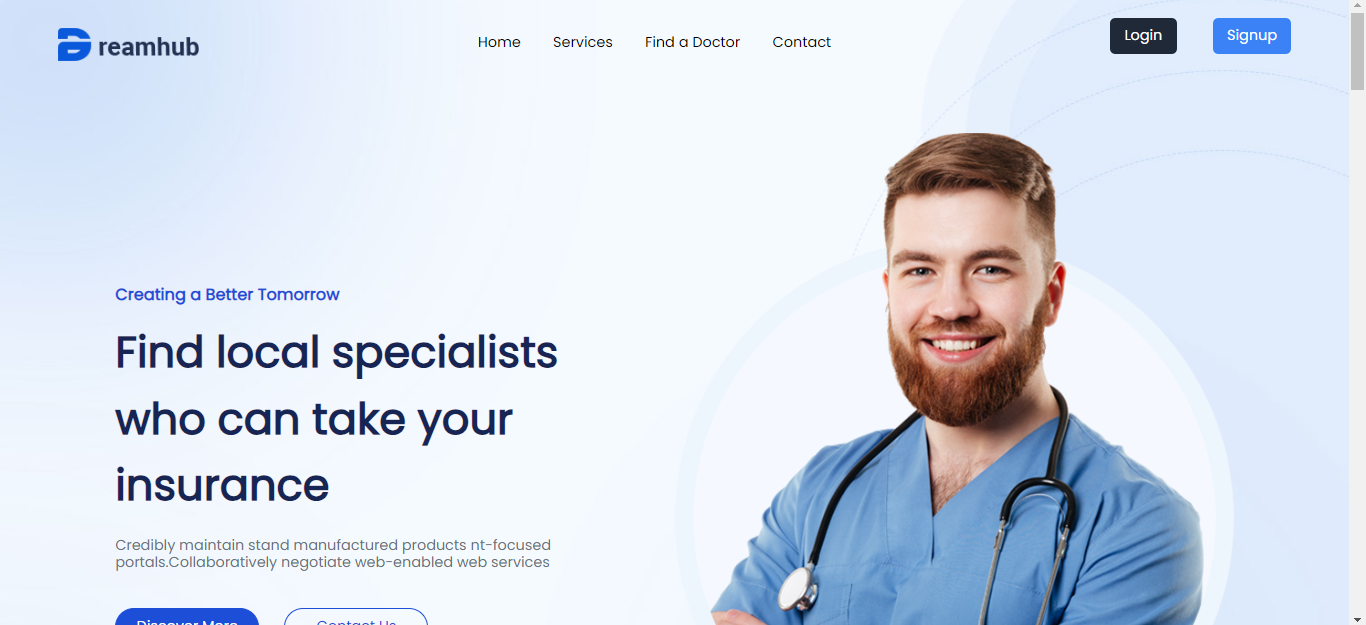 reamhub
Home
Services
Find a Doctor
Contact
Login
Signup
Creating a Better Tomorrow
Find local specialists
who can take your
insurance
Credibly maintain stand manufactured products nt-focused
portals.Collaboratively negotiate web-enabled web services
Discover More
Contact Us